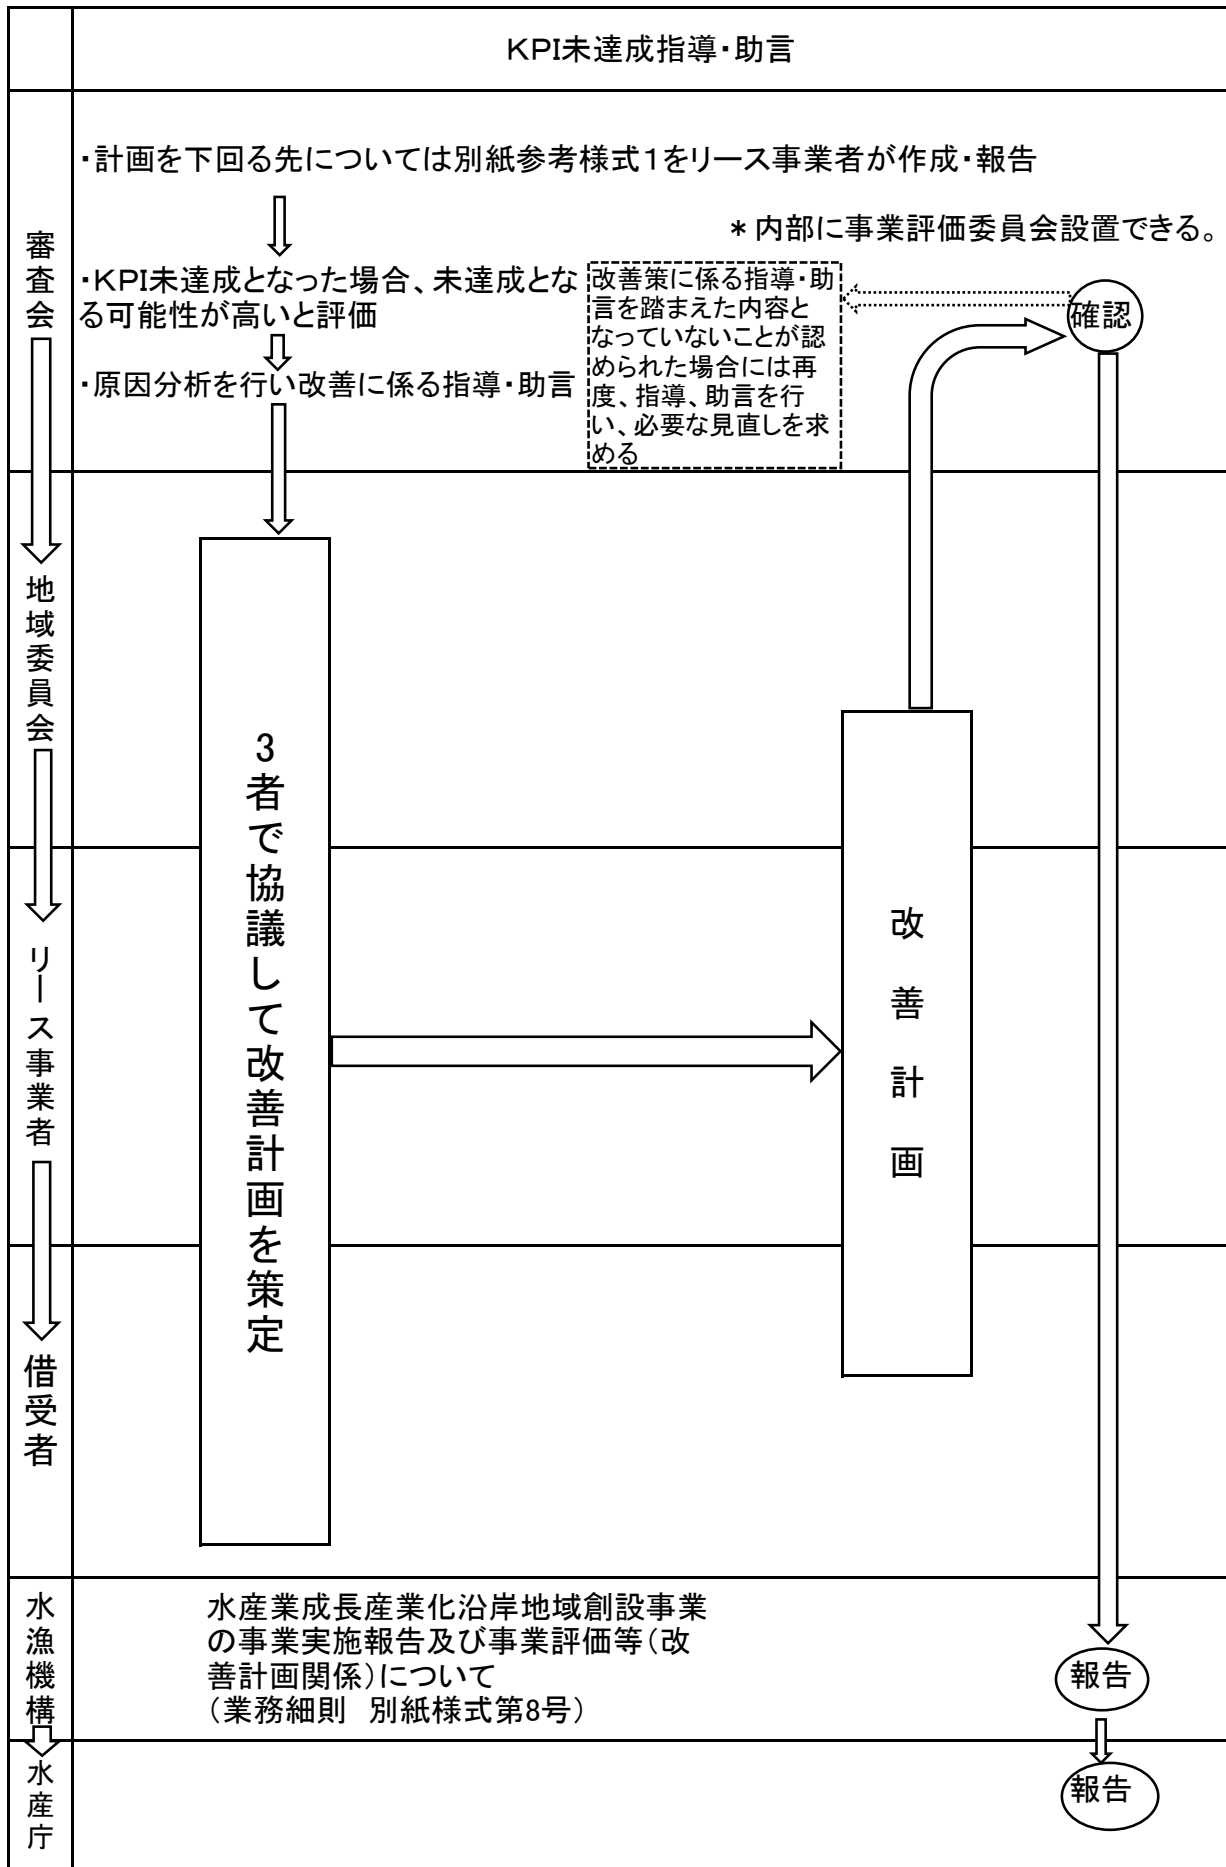 KPI未達成指導・助言
審査会
・計画を下回る先については別紙参考様式1をリース事業者が作成・報告
＊内部に事業評価委員会設置できる。
・KPI未達成となった場合、未達成とな
る可能性が高いと評価
・原因分析を行い改善に係る指導・助言
改善策に係る指導・助
言を踏まえた内容と
なっていないことが認
められた場合には再
度、指導、助言を行
い、必要な見直しを求
める
確認
地域委員会
3者で協議して改善計画を策定
改善計画
リース事業者
借受者
水漁機構
水産業成長産業化沿岸地域創設事業
の事業実施報告及び事業評価等（改
善計画関係）について
（業務細則　別紙様式第8号）
報告
水産庁
報告